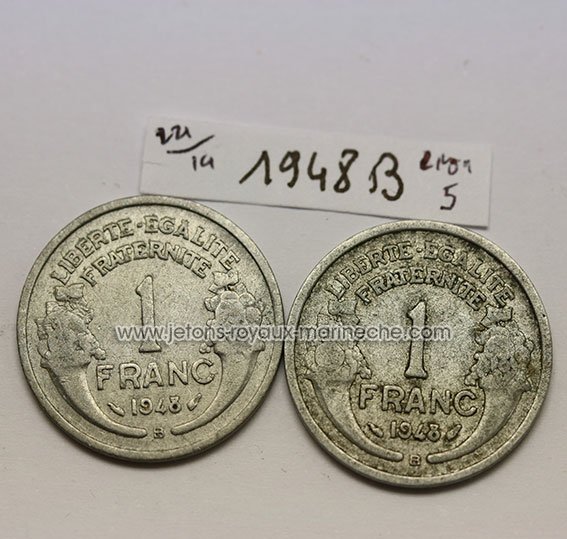 1948 B
5
LIBERTE-EGALITE
FRATERNITE
1
FRANC
1948
B
LIBERTE-EGALITE
FRATERNITE
1
FRANC
1948
B
www.jetons-royaux-marineche.com